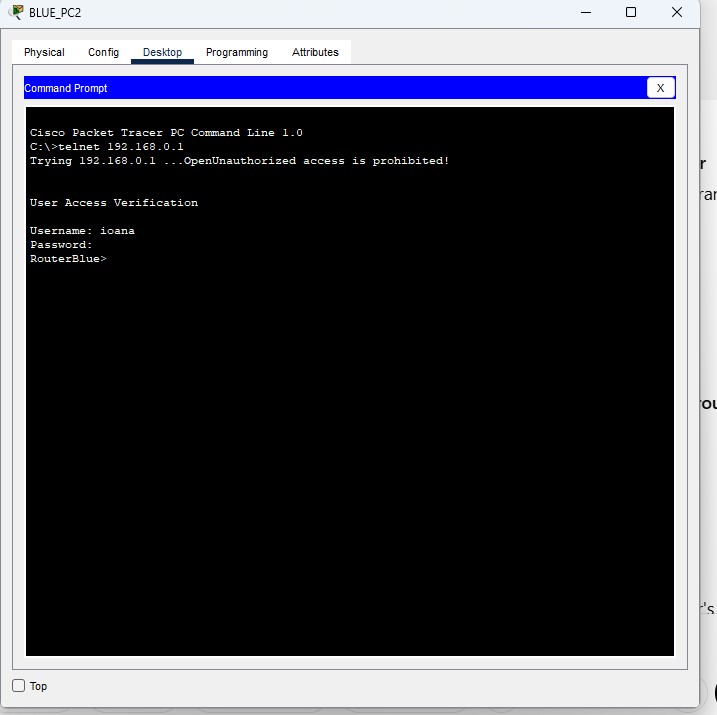 BLUE_PC2
Physical Config Desktop Programming Attributes
Command Prompt X
Cisco Packet Tracer PC Command Line 1.0
C:\>telnet 192.168.0.1
Trying 192.168.0.1 ...OpenUnauthorized access is prohibited!
User Access Verification
Username: ioana
Password:
RouterBlue>
Top